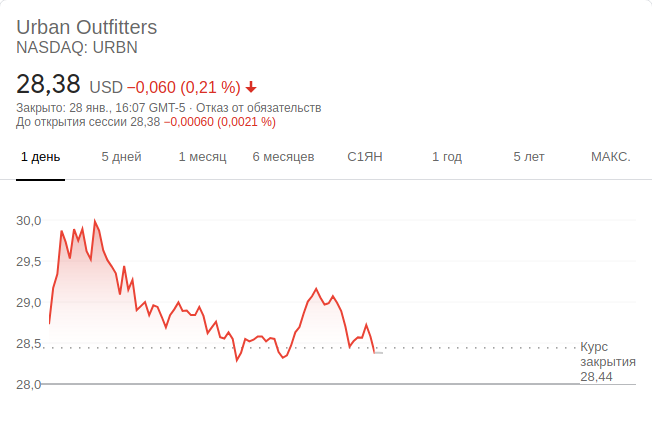 Urban Outfitters
NASDAQ: URBN
28,38 USD −0,060 (0,21 %)
Закрыто: 28 янв., 16:07 GMT-5 · Отказ от обязательств
До открытия сессии 28,38 −0,00060 (0,0021 %)
1 день 5 дней 1 месяц 6 месяцев С1ЯН 1 год 5 лет МАКС.
30,0
29,5
29,0
28,5
28,0
Курс
закрытия
28,44